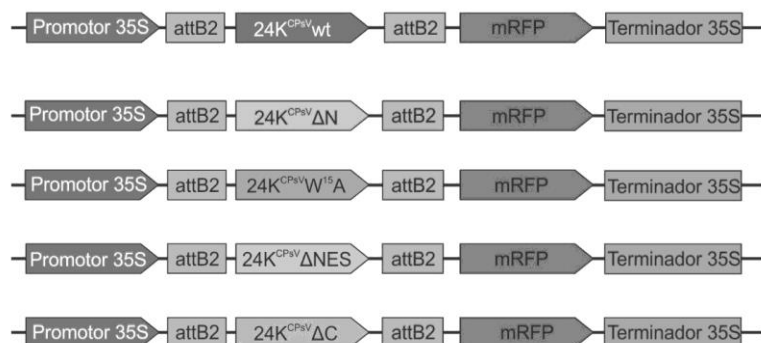 Promotor 35S attB2 24K^CPsV wt attB2 mRFP Terminador 35S
Promotor 35S attB2 24K^CPsV ΔN attB2 mRFP Terminador 35S
Promotor 35S attB2 24K^CPsV W^15A attB2 mRFP Terminador 35S
Promotor 35S attB2 24K^CPsV ΔNES attB2 mRFP Terminador 35S
Promotor 35S attB2 24K^CPsV ΔC attB2 mRFP Terminador 35S